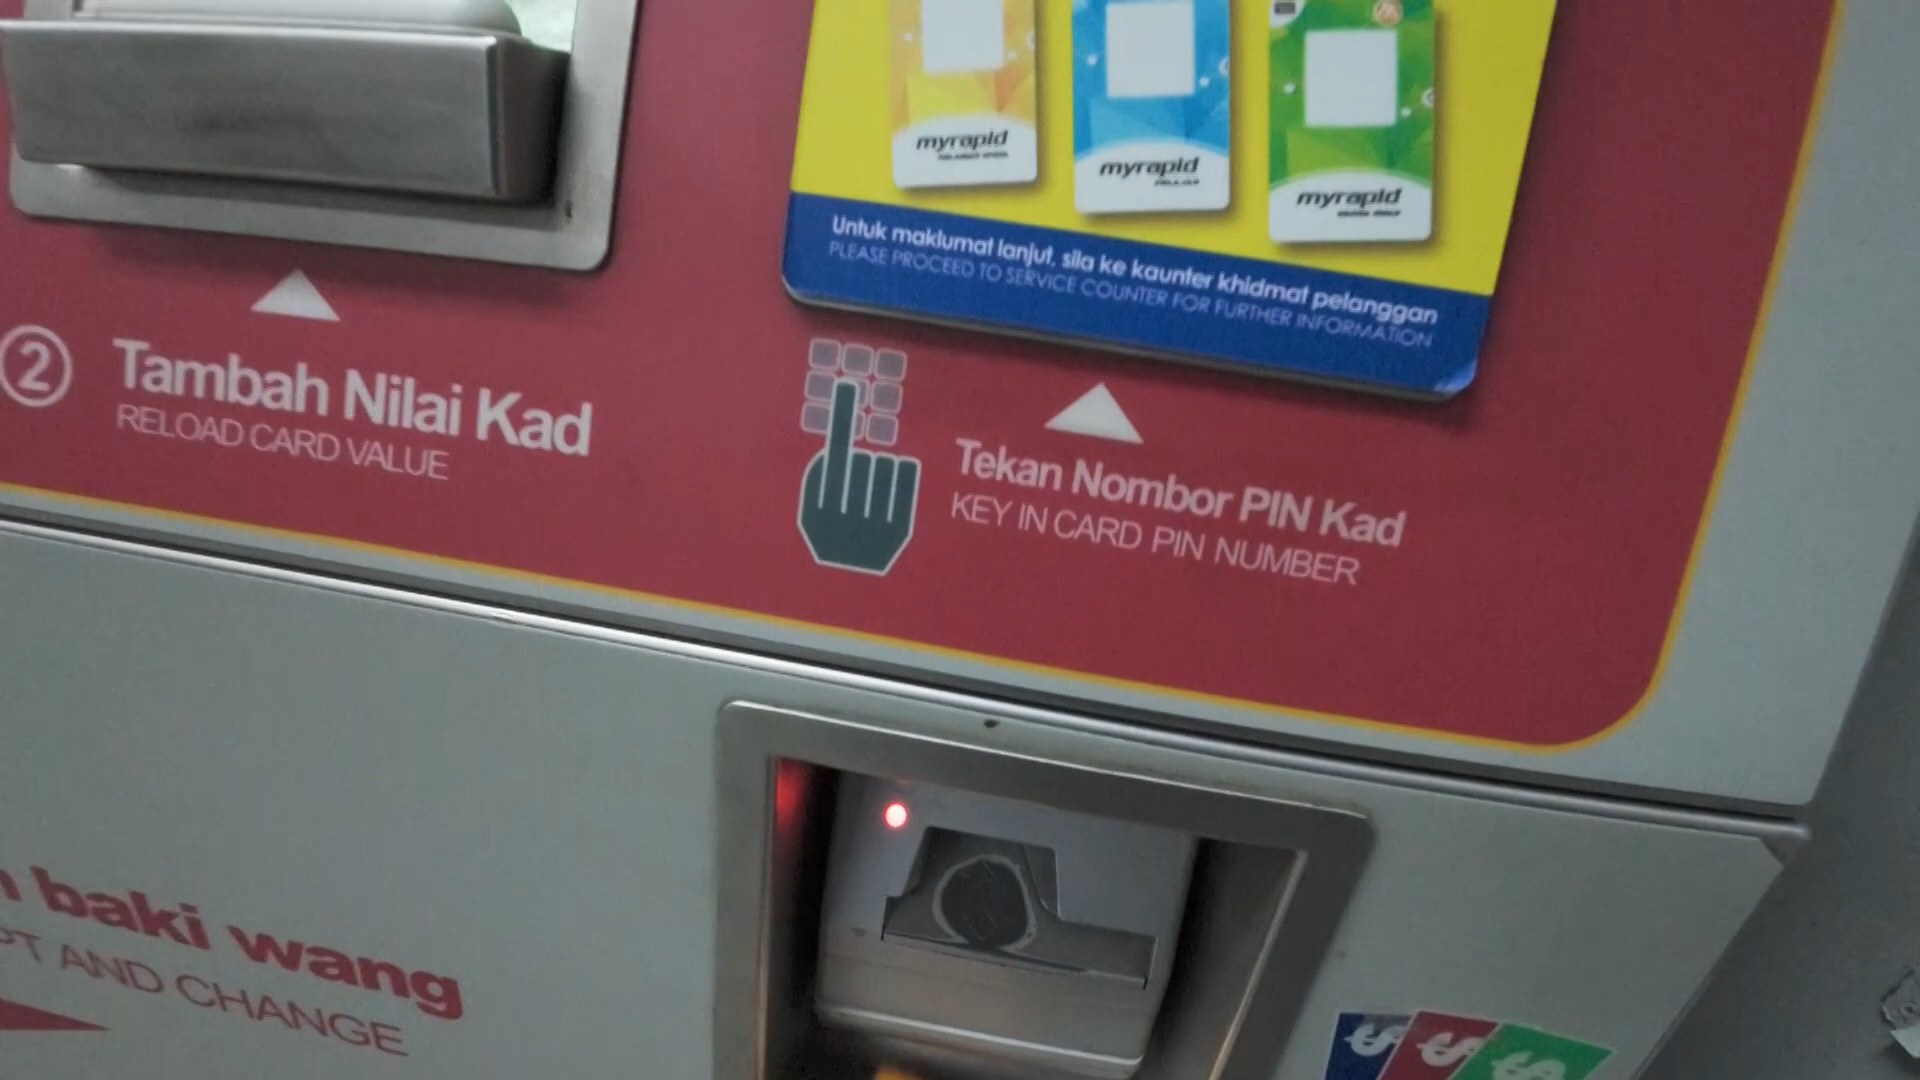 myrapid
myrapid
myrapid
Untuk maklumat lanjut, sila ke kaunter khidmat pelanggan
PLEASE PROCEED TO SERVICE COUNTER FOR FURTHER INFORMATION
2
Tambah Nilai Kad
RELOAD CARD VALUE
Tekan Nombor PIN Kad
KEY IN CARD PIN NUMBER
baki wang
AND CHANGE
$ $ $